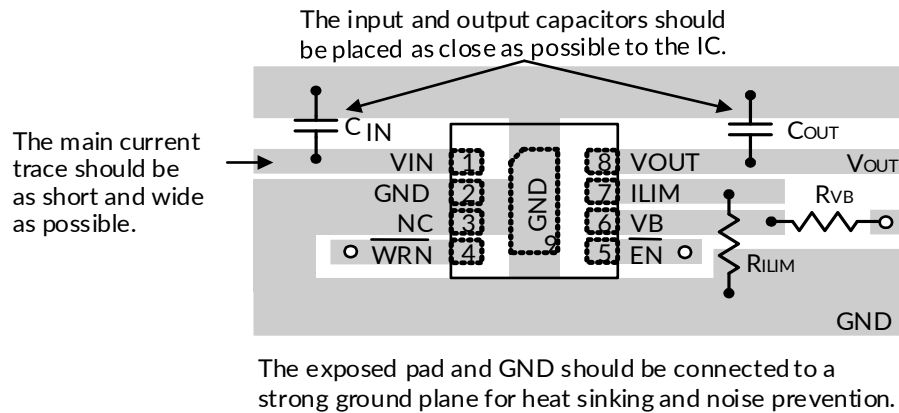 The input and output capacitors should
be placed as close as possible to the IC.
C IN
COUT
The main current
trace should be
as short and wide
as possible.
VIN 1 8 VOUT
VOUT
GND 2 7 ILIM
NC 3 6 VB
RVB
WRN 4 5 EN
GND
9
RILIM
GND
The exposed pad and GND should be connected to a
strong ground plane for heat sinking and noise prevention.